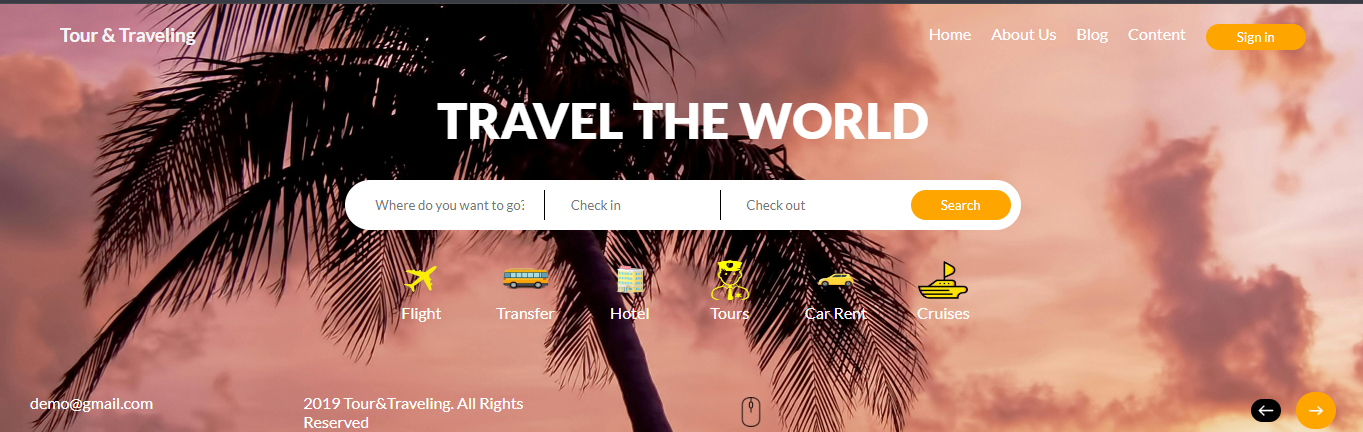 Tour & Traveling
Home About Us Blog Content Sign in
TRAVEL THE WORLD
Where do you want to go? Check in Check out Search
Flight Transfer Hotel Tours Car Rent Cruises
demo@gmail.com
2019 Tour&Traveling. All Rights
Reserved